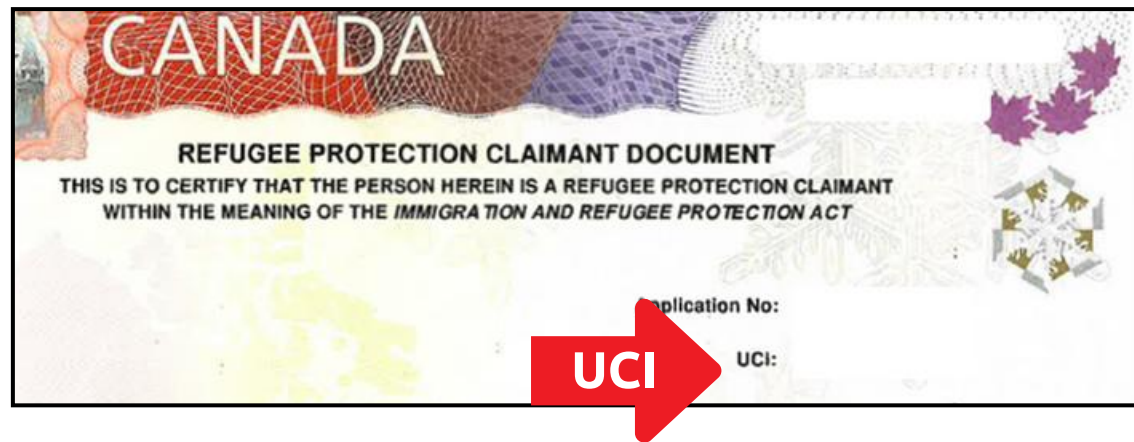 CANADA
REFUGEE PROTECTION CLAIMANT DOCUMENT
THIS IS TO CERTIFY THAT THE PERSON HEREIN IS A REFUGEE PROTECTION CLAIMANT
WITHIN THE MEANING OF THE IMMIGRATION AND REFUGEE PROTECTION ACT
pplication No:
UCI
UCI: